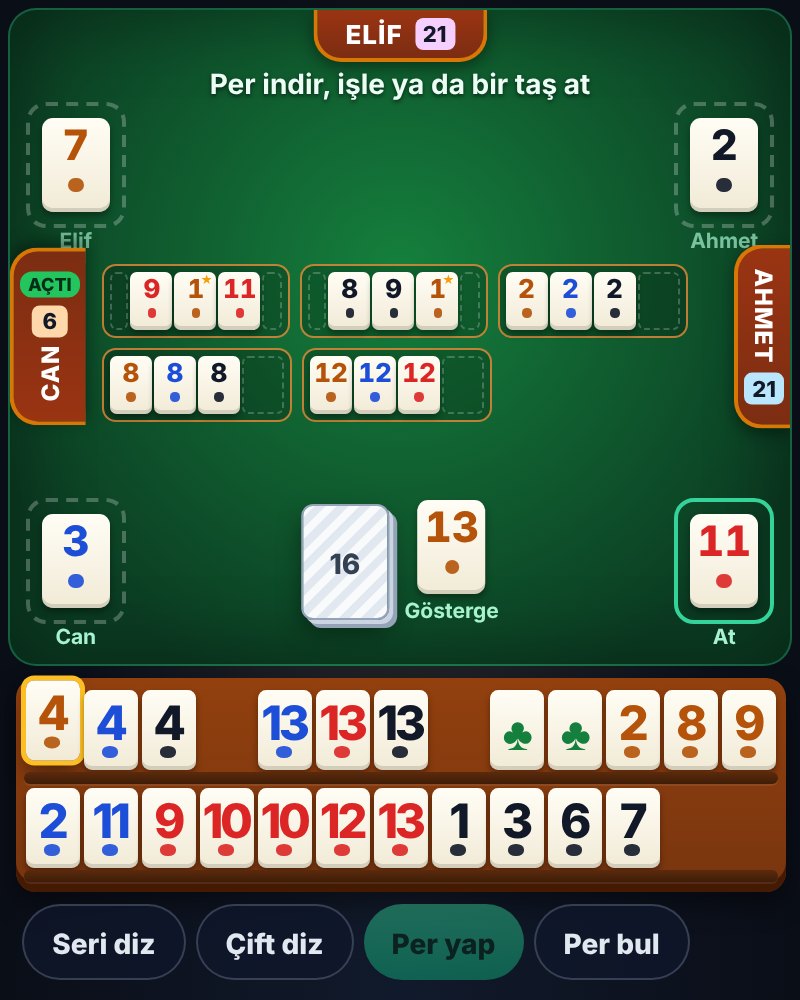 ELİF 21
Per indir, işle ya da bir taş at
7
2
Elif
Ahmet
AÇTI
6
CAN
9 1 11
8 9 1
2 2 2
AHMET
21
8 8 8
12 12 12
3
16
13
11
Gösterge
Can
At
4 4 4 13 13 13 2 8 9
2 11 9 10 10 12 13 1 3 6 7
Seri diz
Çift diz
Per yap
Per bul